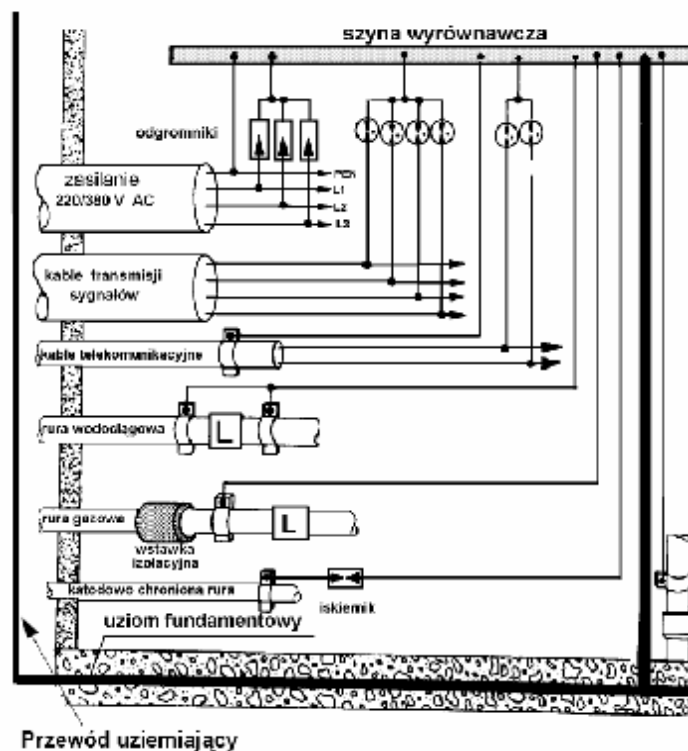 szyna wyrównawcza
odgromniki
zasilanie
220/380 V AC
PEN
L1
L2
L3
kable transmisji
sygnałów
kable telekomunikacyjne
rura wodociągowa
L
rura gazowa
L
wstawka
izolacyjna
katodowo chroniona rura
iskiernik
uziom fundamentowy
Przewód uziemiający